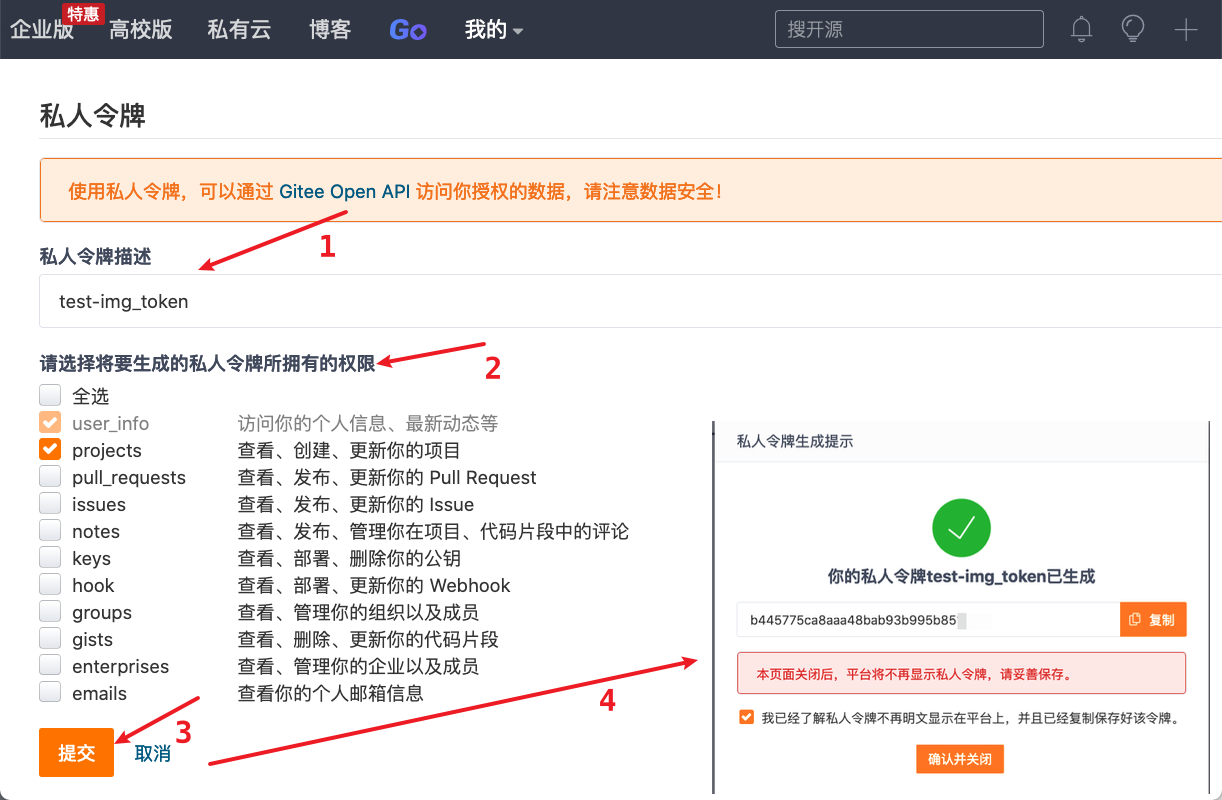 企业版 特惠 高校版 私有云 博客 Go 我的 搜开源
私人令牌
使用私人令牌，可以通过 Gitee Open API 访问你授权的数据，请注意数据安全！
1
私人令牌描述
test-img_token
请选择将要生成的私人令牌所拥有的权限
2
全选
user_info 访问你的个人信息、最新动态等
projects 查看、创建、更新你的项目
pull_requests 查看、发布、更新你的 Pull Request
issues 查看、发布、更新你的 Issue
notes 查看、发布、管理你在项目、代码片段中的评论
keys 查看、部署、删除你的公钥
hook 查看、部署、更新你的 Webhook
groups 查看、管理你的组织以及成员
gists 查看、删除、更新你的代码片段
enterprises 查看、管理你的企业以及成员
emails 查看你的个人邮箱信息
3
提交 取消
4
私人令牌生成提示
你的私人令牌test-img_token已生成
b445775ca8aaa48bab93b995b85 复制
本页面关闭后，平台将不再显示私人令牌，请妥善保存。
我已经了解私人令牌不再明文显示在平台上，并且已经复制保存好该令牌。
确认并关闭